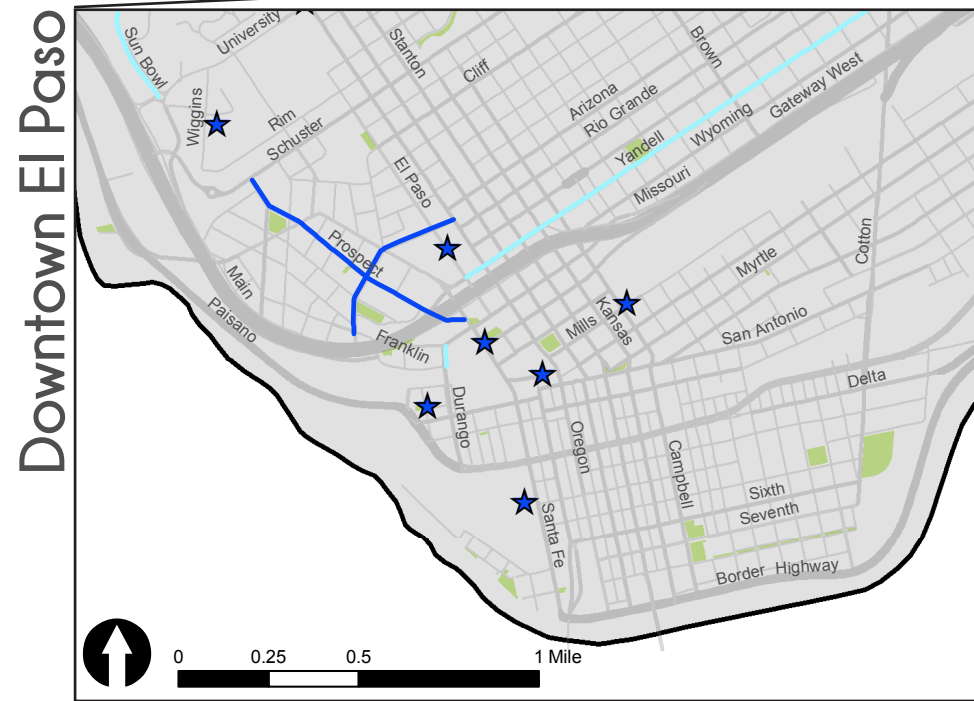 Downtown El Paso
Sun Bowl
University
Stanton
Brown
Cliff
Gateway West
Wiggins
Rim
Arizona
Rio Grande
Schuster
Wyoming
Yandell
El Paso
Missouri
Prospect
Cotton
Main
Myrtle
Paisano
Kansas
Mills
San Antonio
Franklin
Delta
Durango
Oregon
Campbell
Sixth
Seventh
Santa Fe
Border Highway
0 0.25 0.5 1 Mile